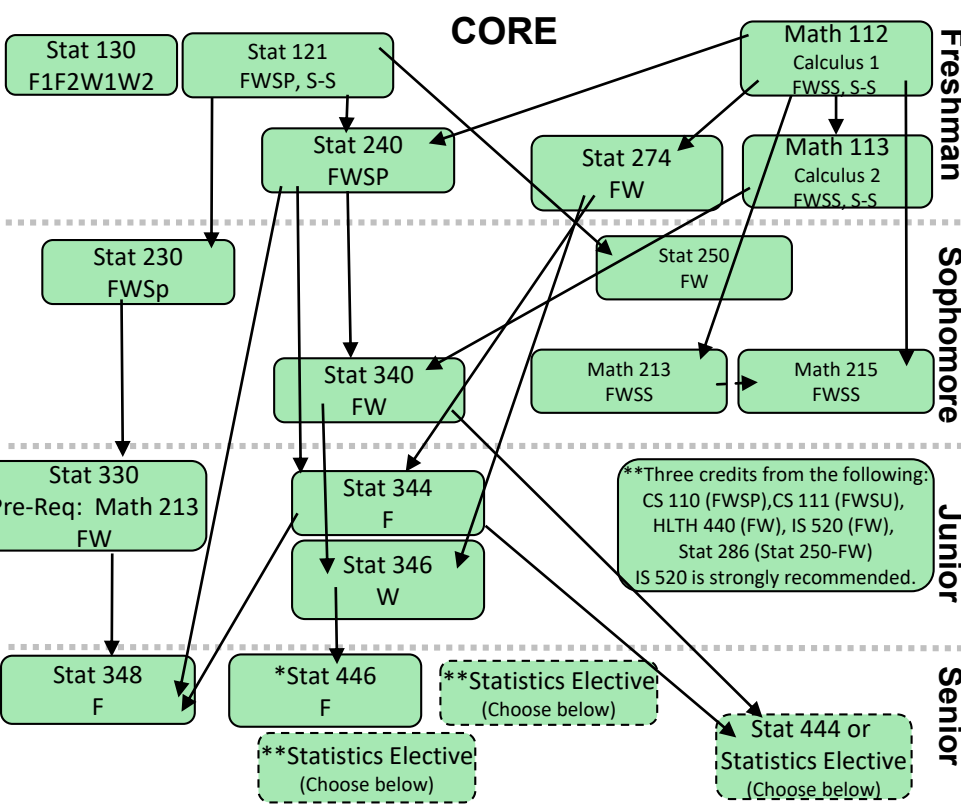 CORE
Freshman
Stat 130
F1F2W1W2
Stat 121
FWSP, S-S
Math 112
Calculus 1
FWSS, S-S
Stat 240
FWSP
Stat 274
FW
Math 113
Calculus 2
FWSS, S-S
Sophomore
Stat 230
FWSp
Stat 250
FW
Stat 340
FW
Math 213
FWSS
Math 215
FWSS
Junior
Stat 330
Pre-Req: Math 213
FW
Stat 344
F
Stat 346
W
**Three credits from the following:
CS 110 (FWSP),CS 111 (FWSU),
HLTH 440 (FW), IS 520 (FW),
Stat 286 (Stat 250-FW)
IS 520 is strongly recommended.
Senior
Stat 348
F
*Stat 446
F
**Statistics Elective
(Choose below)
**Statistics Elective
(Choose below)
Stat 444 or
Statistics Elective
(Choose below)